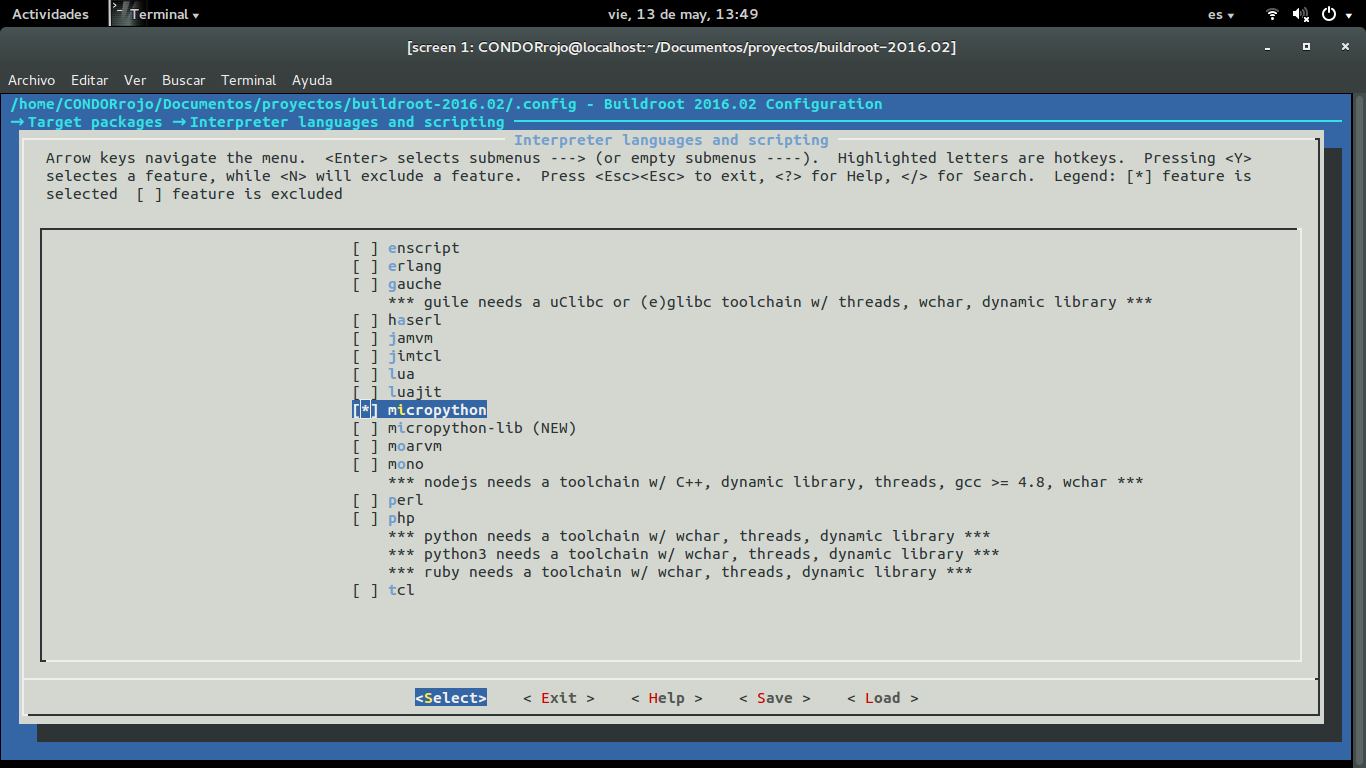 Actividades
Terminal
vie, 13 de may, 13:49
es
[screen 1: CONDORrojo@localhost:~/Documentos/proyectos/buildroot-2016.02]
Archivo Editar Ver Buscar Terminal Ayuda
/home/CONDORrojo/Documentos/proyectos/buildroot-2016.02/.config - Buildroot 2016.02 Configuration
→ Target packages → Interpreter languages and scripting
Interpreter languages and scripting
Arrow keys navigate the menu.  <Enter> selects submenus ---> (or empty submenus ----).  Highlighted letters are hotkeys.  Pressing <Y>
selectes a feature, while <N> will exclude a feature.  Press <Esc><Esc> to exit, <?> for Help, </> for Search.  Legend: [*] feature is
selected  [ ] feature is excluded
[ ] enscript
[ ] erlang
[ ] gauche
*** guile needs a uClibc or (e)glibc toolchain w/ threads, wchar, dynamic library ***
[ ] haserl
[ ] jamvm
[ ] jimtcl
[ ] lua
[ ] luajit
[*] micropython
[ ] micropython-lib (NEW)
[ ] moarvm
[ ] mono
*** nodejs needs a toolchain w/ C++, dynamic library, threads, gcc >= 4.8, wchar ***
[ ] perl
[ ] php
*** python needs a toolchain w/ wchar, threads, dynamic library ***
*** python3 needs a toolchain w/ wchar, threads, dynamic library ***
*** ruby needs a toolchain w/ wchar, threads, dynamic library ***
[ ] tcl
<Select>    < Exit >    < Help >    < Save >    < Load >